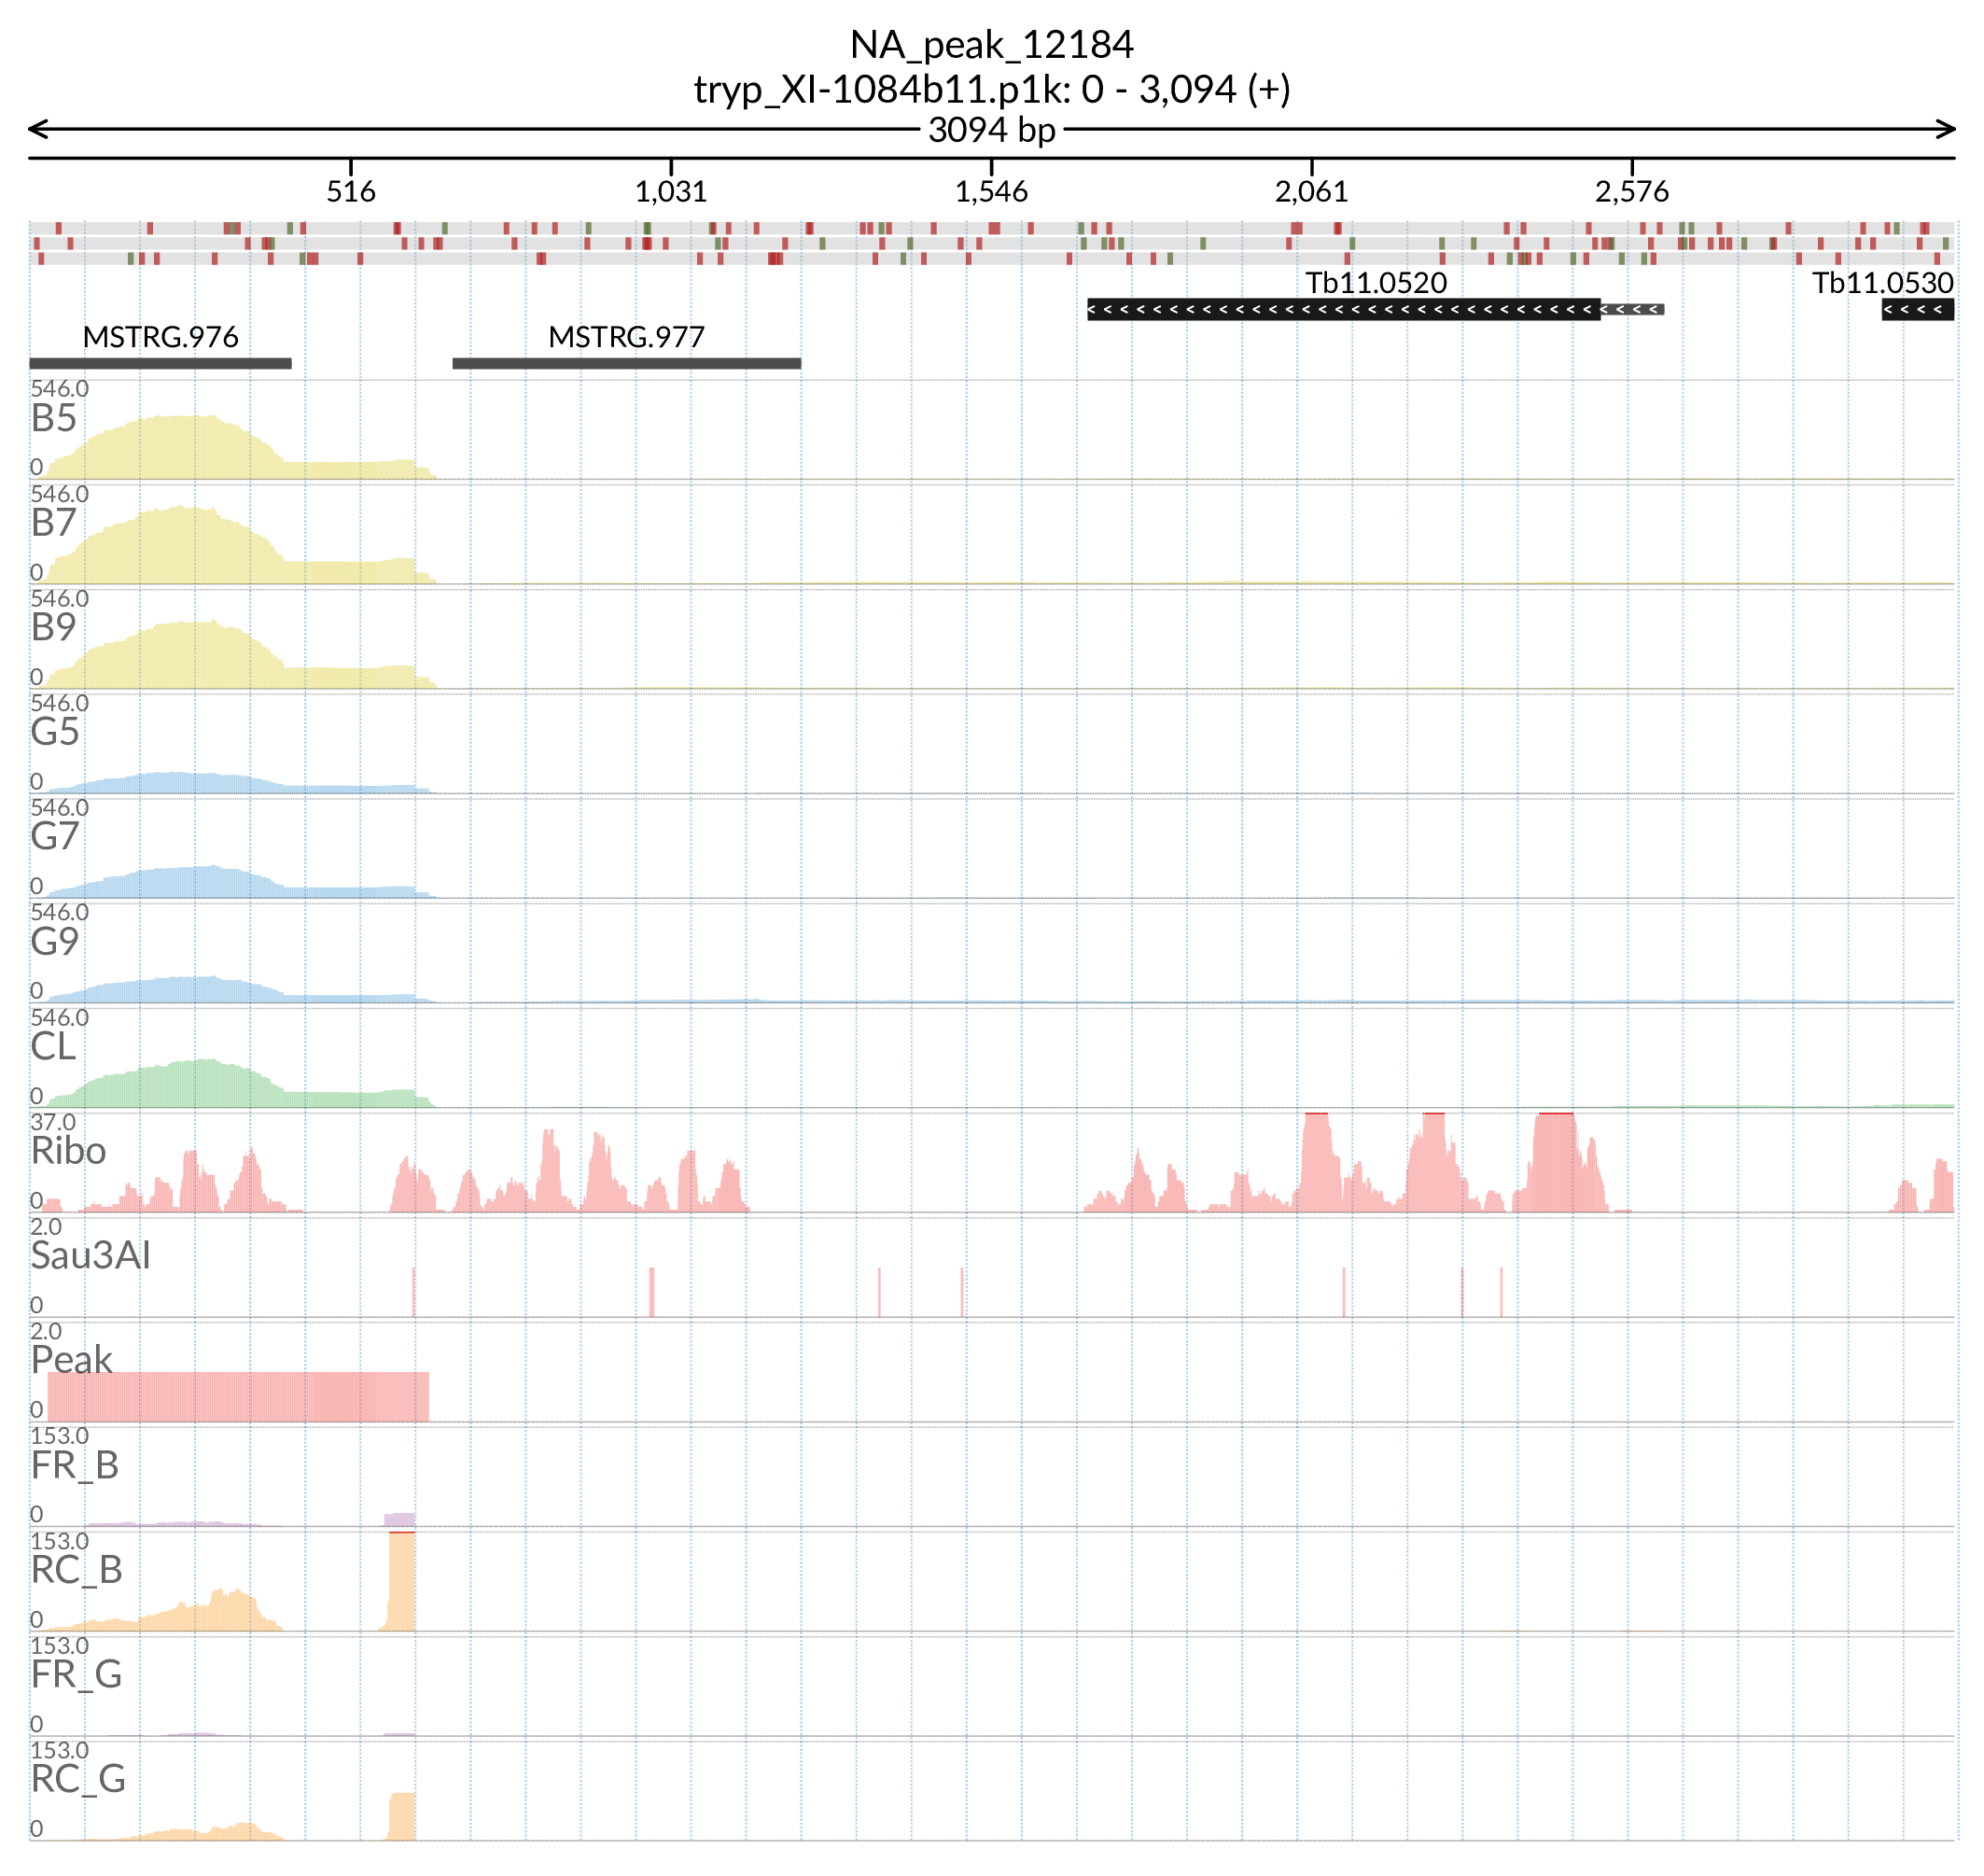 NA_peak_12184
tryp_XI-1084b11.p1k: 0 - 3,094 (+)
3094 bp
516 1,031 1,546 2,061 2,576
Tb11.0520 Tb11.0530
MSTRG.976 MSTRG.977
546.0
B5
0
546.0
B7
0
546.0
B9
0
546.0
G5
0
546.0
G7
0
546.0
G9
0
546.0
CL
0
37.0
Ribo
0
2.0
Sau3AI
0
2.0
Peak
0
153.0
FR_B
0
153.0
RC_B
0
153.0
FR_G
0
153.0
RC_G
0